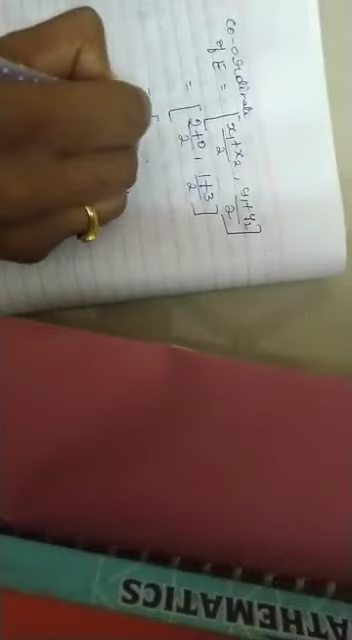 co-ordinate
of E = [x₁+x₂/2, y₁+y₂/2]
= [2+0/2, 1+3/2]
ATHEMATICS